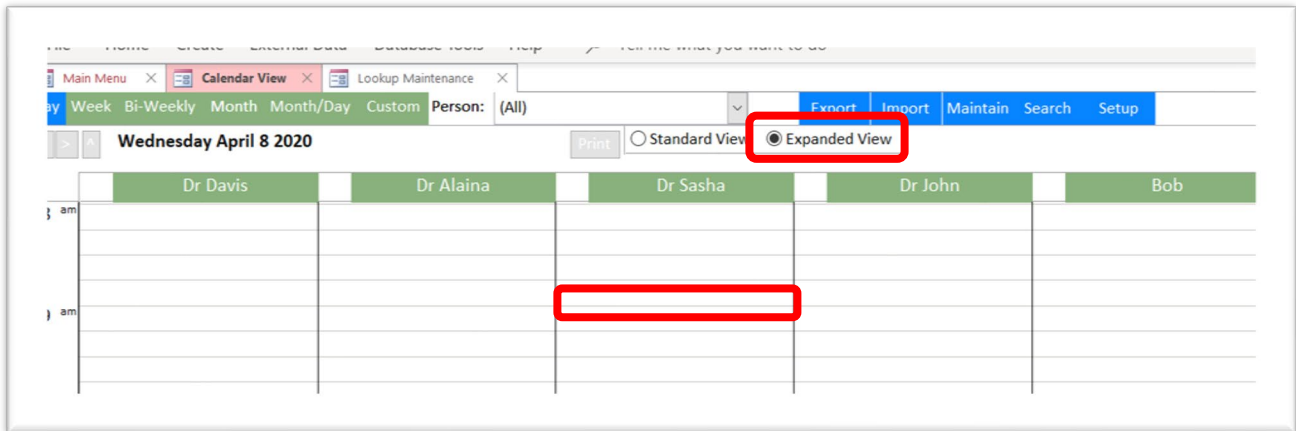 Main Menu Calendar View Lookup Maintenance
Week Bi-Weekly Month Month/Day Custom Person: (All) Export Import Maintain Search Setup
> ^ Wednesday April 8 2020 Print Standard View Expanded View
Dr Davis Dr Alaina Dr Sasha Dr John Bob
am
am